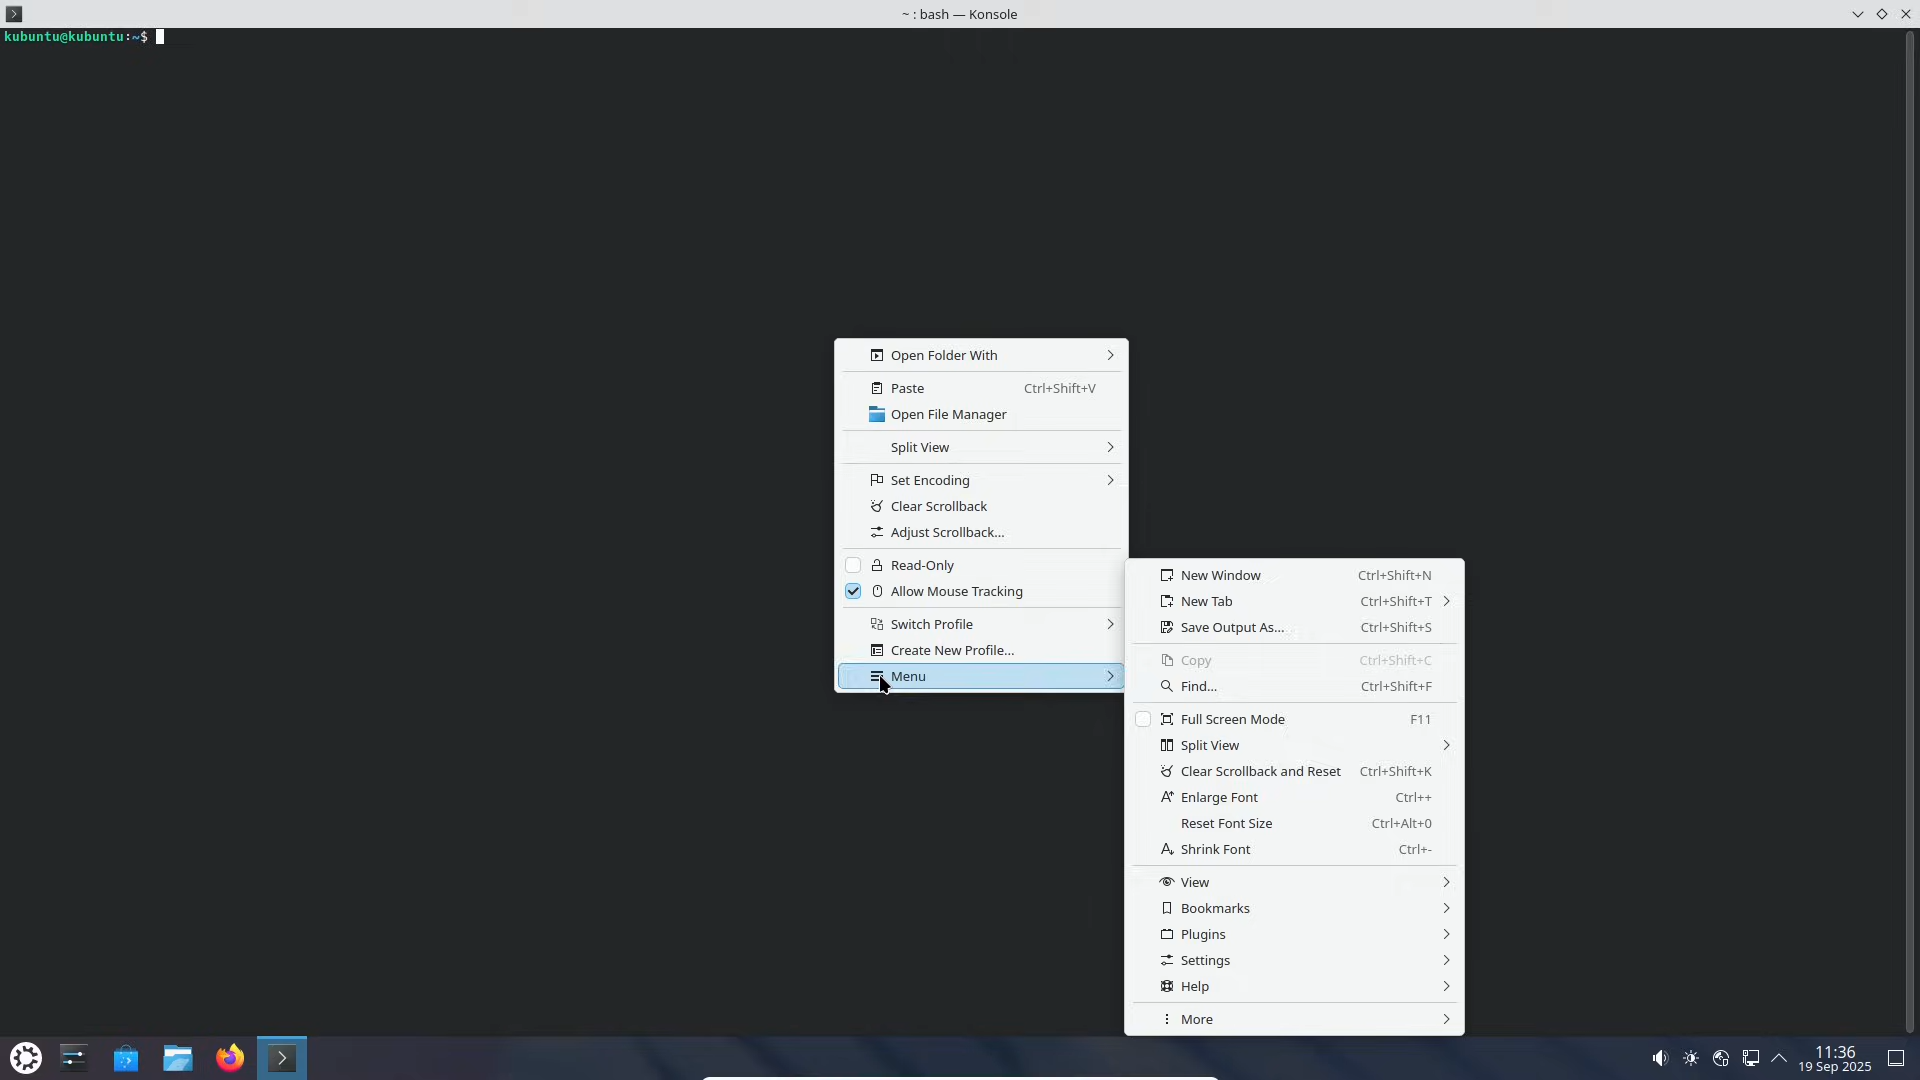 ~ : bash — Konsole
kubuntu@kubuntu:~$
Open Folder With
Paste Ctrl+Shift+V
Open File Manager
Split View
Set Encoding
Clear Scrollback
Adjust Scrollback...
Read-Only
Allow Mouse Tracking
Switch Profile
Create New Profile...
Menu
New Window Ctrl+Shift+N
New Tab Ctrl+Shift+T
Save Output As... Ctrl+Shift+S
Copy Ctrl+Shift+C
Find... Ctrl+Shift+F
Full Screen Mode F11
Split View
Clear Scrollback and Reset Ctrl+Shift+K
Enlarge Font Ctrl++
Reset Font Size Ctrl+Alt+0
Shrink Font Ctrl+-
View
Bookmarks
Plugins
Settings
Help
More
11:36
19 Sep 2025